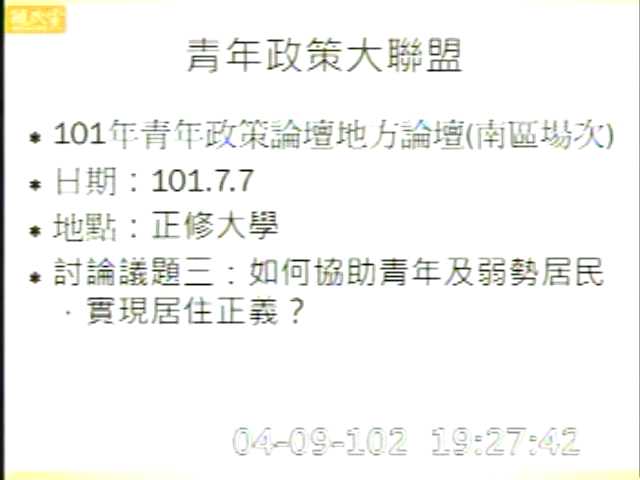 青年政策大聯盟
101年青年政策論壇地方論壇(南區場次)
日期：101.7.7
地點：正修大學
討論議題三：如何協助青年及弱勢居民
，實現居住正義？
04-09-102 19:27:42